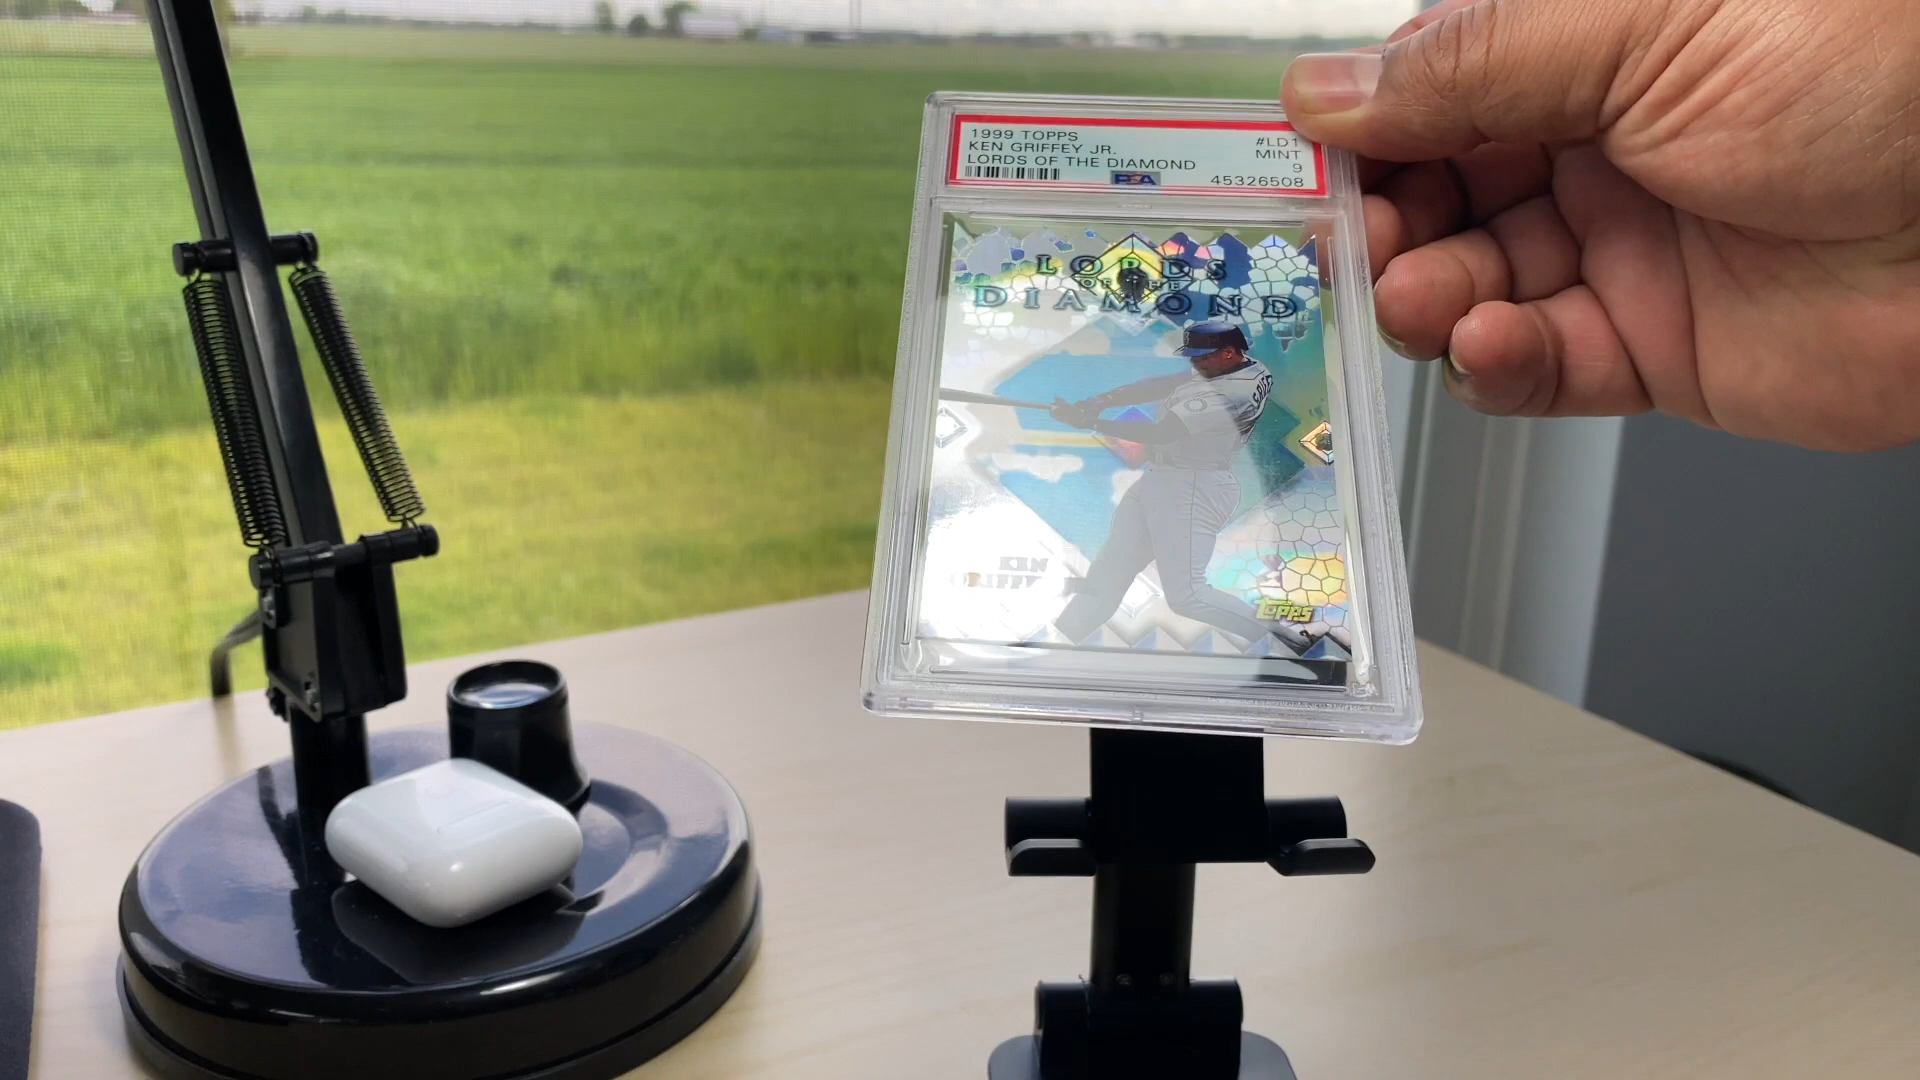 1999 TOPPS #LD1
KEN GRIFFEY JR. MINT
LORDS OF THE DIAMOND 9
PSA 45326508
LORDS
OF THE
DIAMOND
KEN
Topps